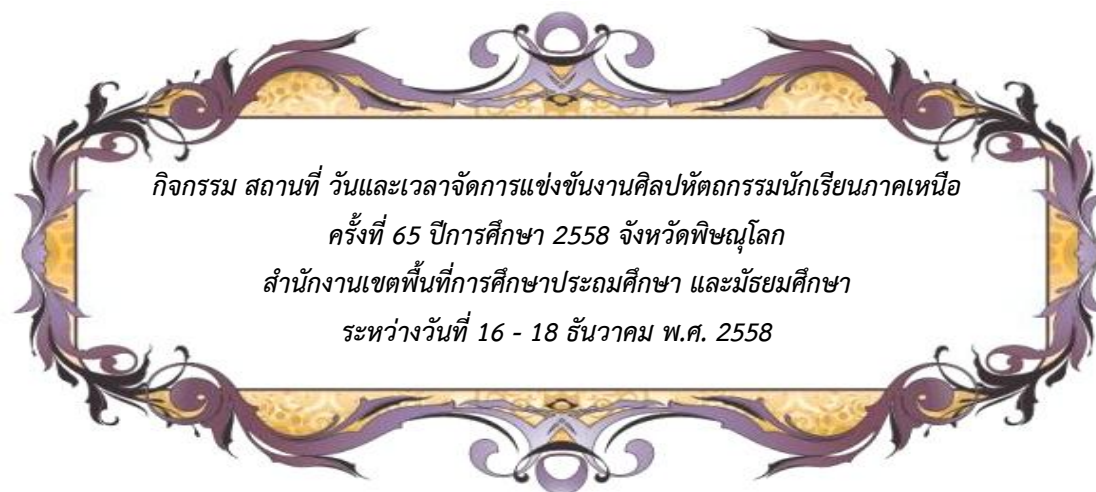 กิจกรรม สถานที่ วันและเวลาจัดการแข่งขันงานศิลปหัตถกรรมนักเรียนภาคเหนือ
ครั้งที่ 65 ปีการศึกษา 2558 จังหวัดพิษณุโลก
สำนักงานเขตพื้นที่การศึกษาประถมศึกษา และมัธยมศึกษา
ระหว่างวันที่ 16 - 18 ธันวาคม พ.ศ. 2558